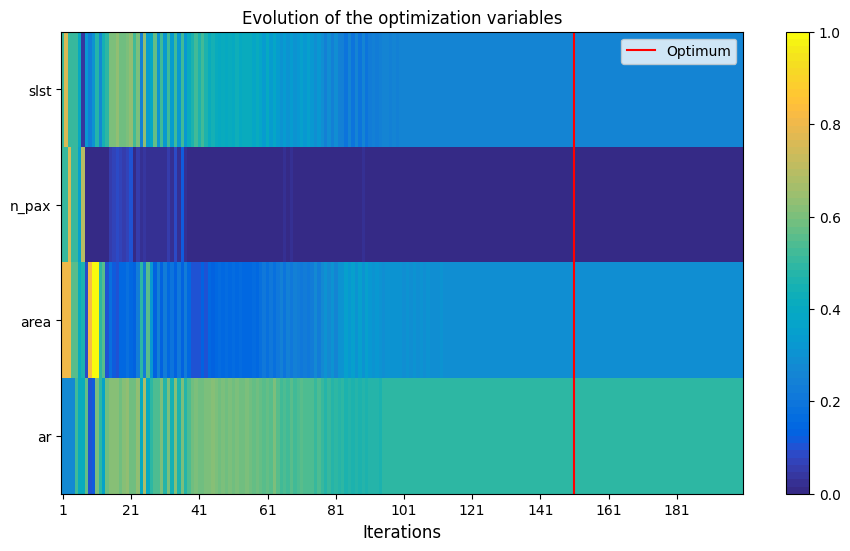 Evolution of the optimization variables
Optimum
slst
n_pax
area
ar
1 21 41 61 81 101 121 141 161 181
Iterations
1.0
0.8
0.6
0.4
0.2
0.0